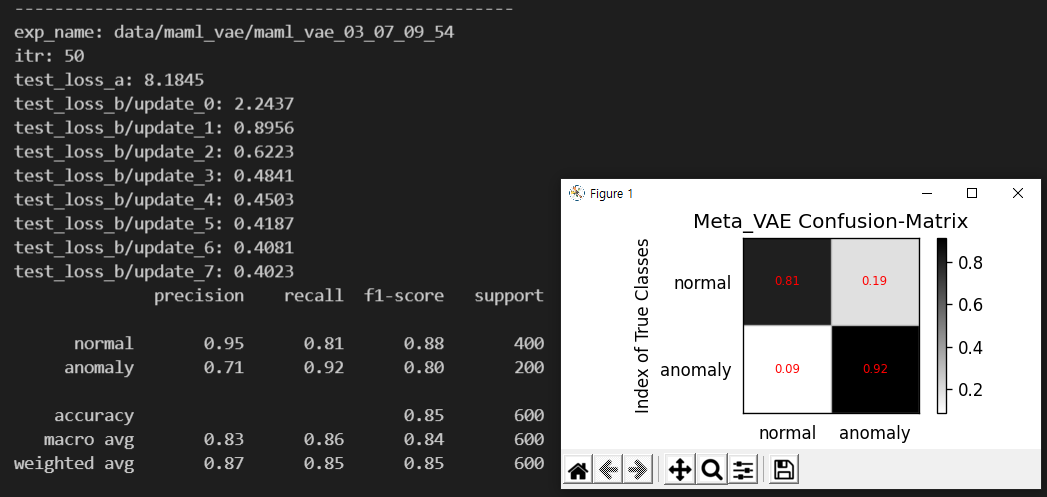 --------------------------------------------------
exp_name: data/maml_vae/maml_vae_03_07_09_54
itr: 50
test_loss_a: 8.1845
test_loss_b/update_0: 2.2437
test_loss_b/update_1: 0.8956
test_loss_b/update_2: 0.6223
test_loss_b/update_3: 0.4841
test_loss_b/update_4: 0.4503
test_loss_b/update_5: 0.4187
test_loss_b/update_6: 0.4081
test_loss_b/update_7: 0.4023
precision recall f1-score support
normal 0.95 0.81 0.88 400
anomaly 0.71 0.92 0.80 200
accuracy 0.85 600
macro avg 0.83 0.86 0.84 600
weighted avg 0.87 0.85 0.85 600
Figure 1
Meta_VAE Confusion-Matrix
Index of True Classes
normal 0.81 0.19
anomaly 0.09 0.92
normal anomaly
0.8
0.6
0.4
0.2